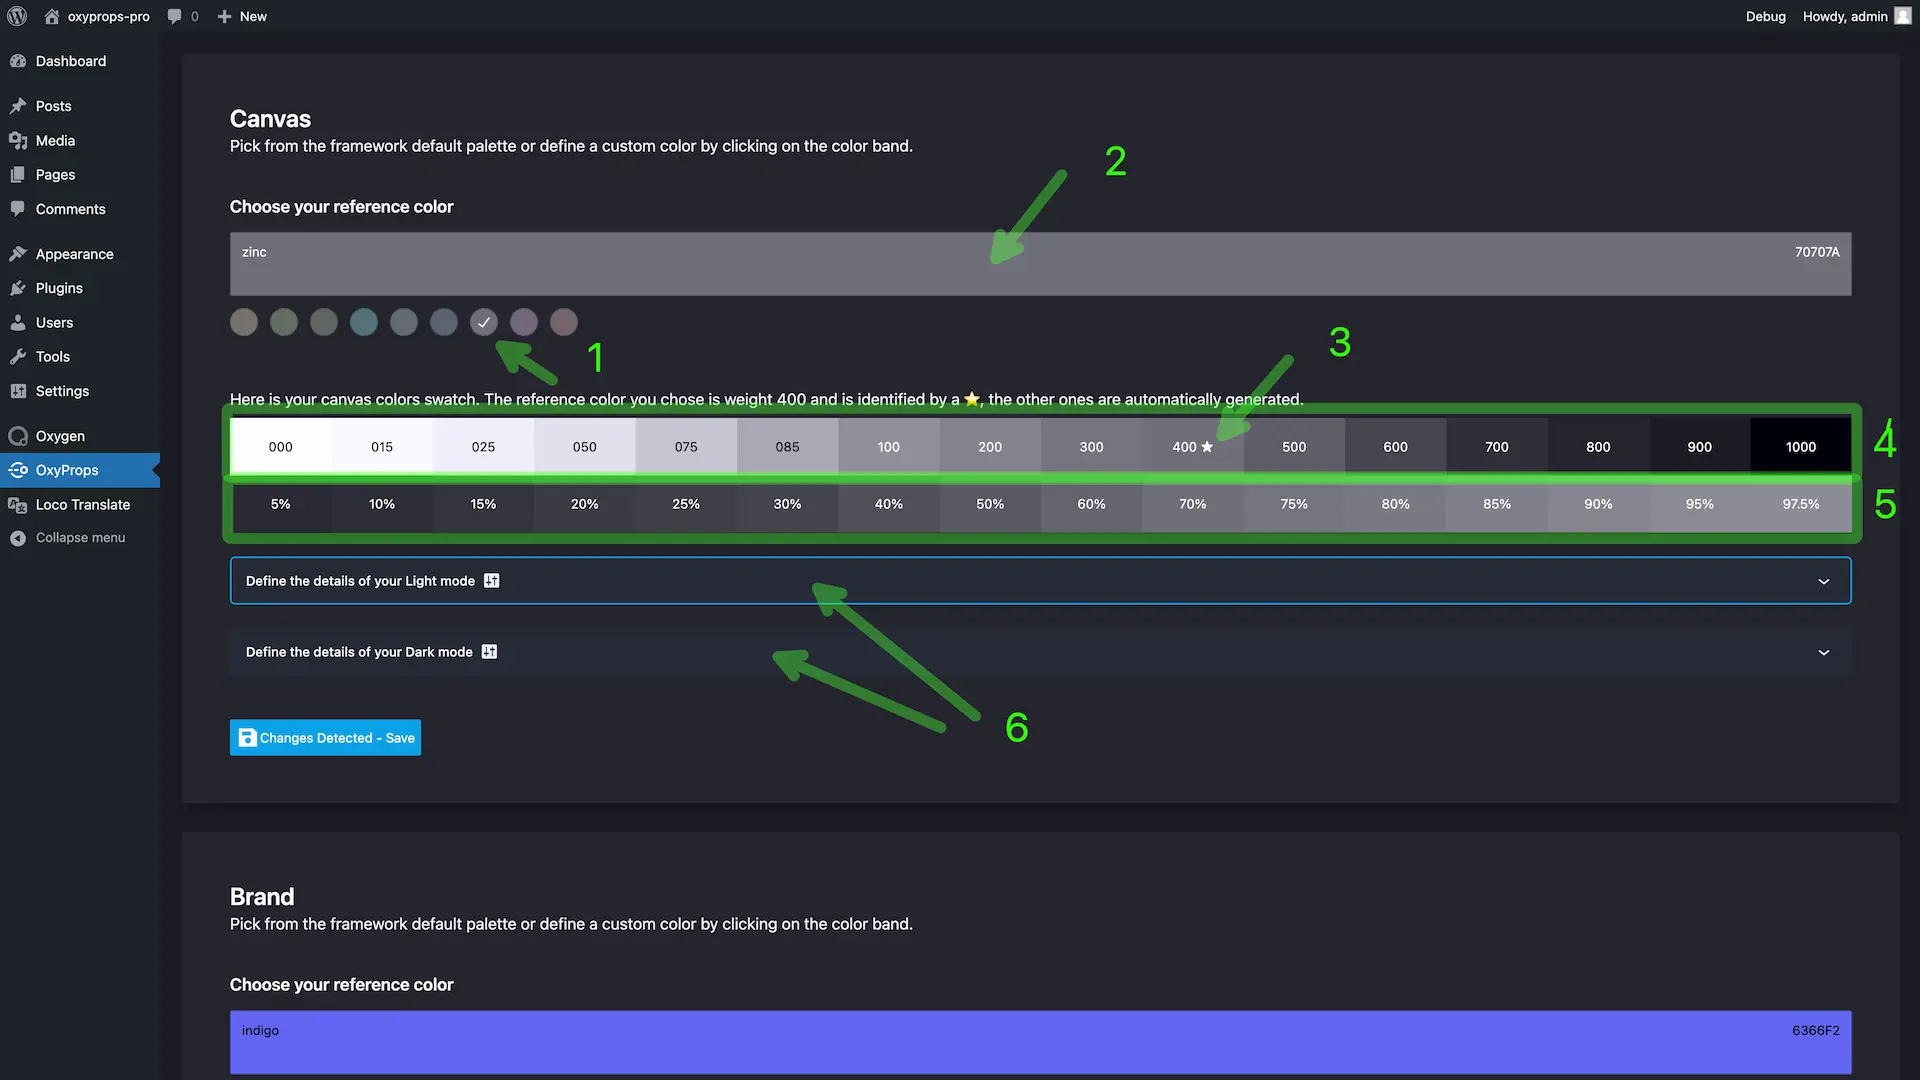 oxyprops-pro 0 New Debug Howdy, admin
Dashboard
Posts
Media
Pages
Comments
Appearance
Plugins
Users
Tools
Settings
Oxygen
OxyProps
Loco Translate
Collapse menu
Canvas
Pick from the framework default palette or define a custom color by clicking on the color band.
2
Choose your reference color
zinc 70707A
1
3
Here is your canvas colors swatch. The reference color you chose is weight 400 and is identified by a ⭐, the other ones are automatically generated.
000 015 025 050 075 085 100 200 300 400 ★ 500 600 700 800 900 1000
4
5% 10% 15% 20% 25% 30% 40% 50% 60% 70% 75% 80% 85% 90% 95% 97.5%
5
Define the details of your Light mode
Define the details of your Dark mode
6
Changes Detected - Save
Brand
Pick from the framework default palette or define a custom color by clicking on the color band.
Choose your reference color
indigo 6366F2